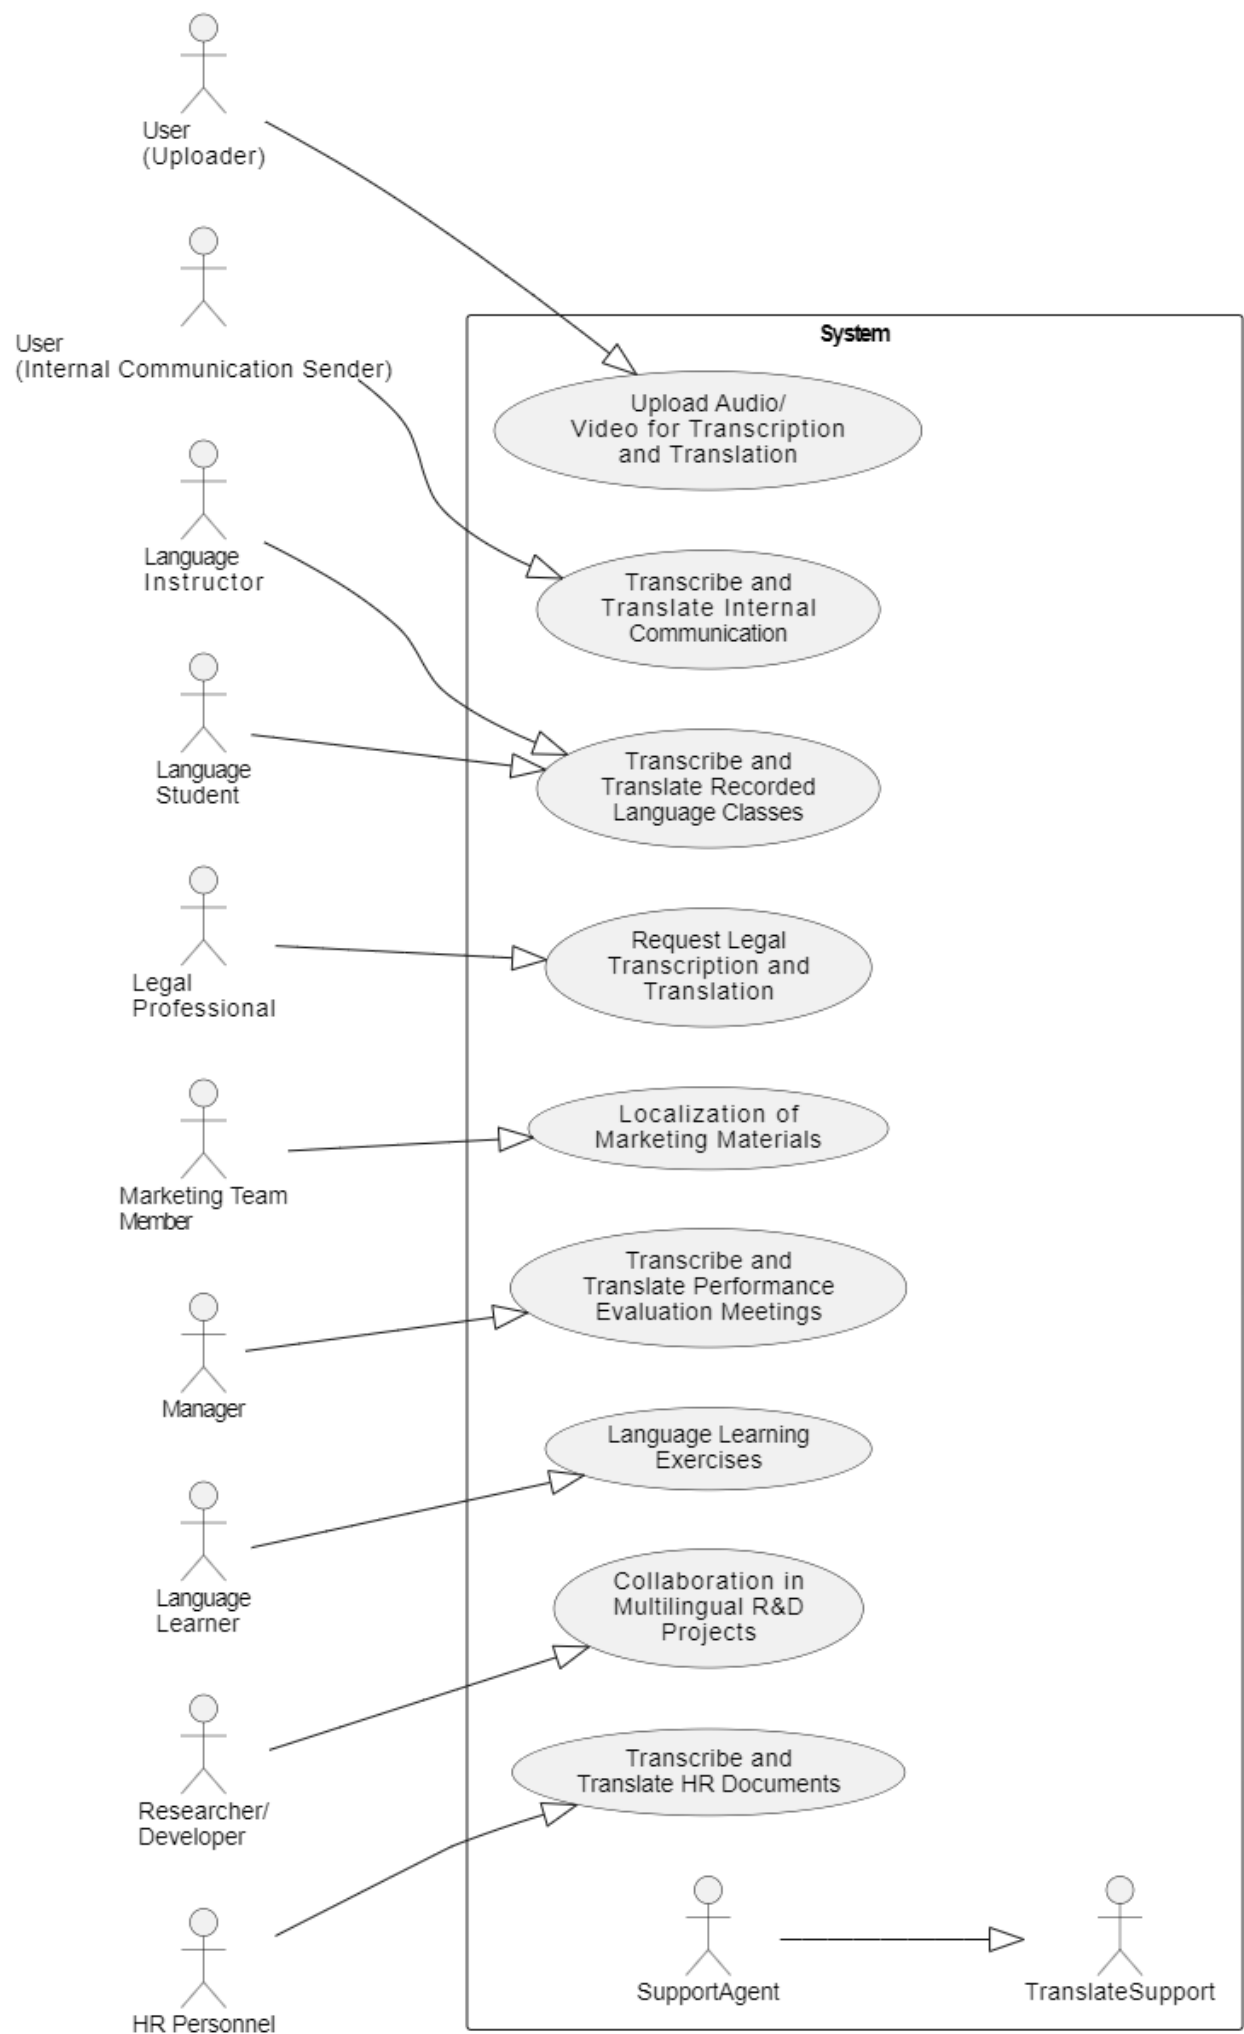 User
(Uploader)
User
(Internal Communication Sender)
Language
Instructor
Language
Student
Legal
Professional
Marketing Team
Member
Manager
Language
Learner
Researcher/
Developer
HR Personnel
System
Upload Audio/
Video for Transcription
and Translation
Transcribe and
Translate Internal
Communication
Transcribe and
Translate Recorded
Language Classes
Request Legal
Transcription and
Translation
Localization of
Marketing Materials
Transcribe and
Translate Performance
Evaluation Meetings
Language Learning
Exercises
Collaboration in
Multilingual R&D
Projects
Transcribe and
Translate HR Documents
SupportAgent
TranslateSupport